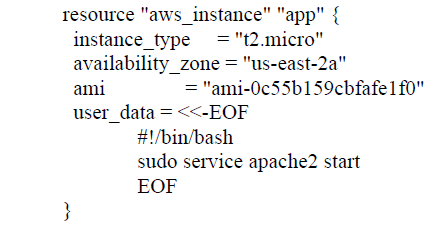 resource "aws_instance" "app" {
  instance_type     = "t2.micro"
  availability_zone = "us-east-2a"
  ami               = "ami-0c55b159cbfafe1f0"
  user_data = <<-EOF
              #!/bin/bash
              sudo service apache2 start
              EOF
}